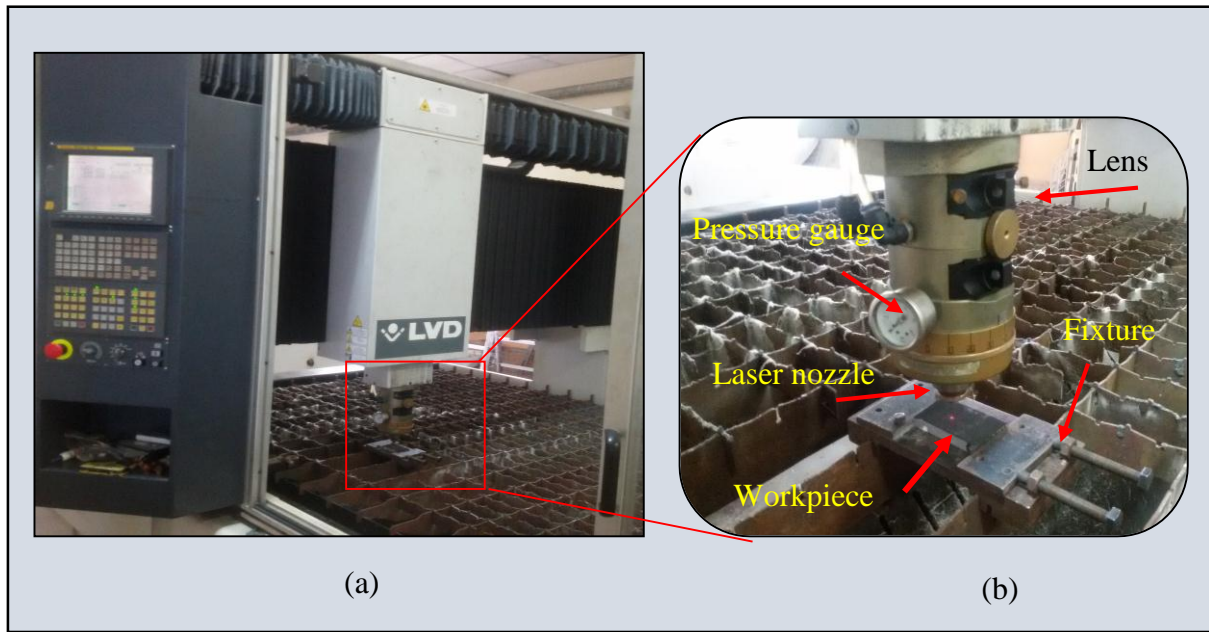 LVD
Lens
Pressure gauge
Fixture
Laser nozzle
Workpiece
(a)
(b)